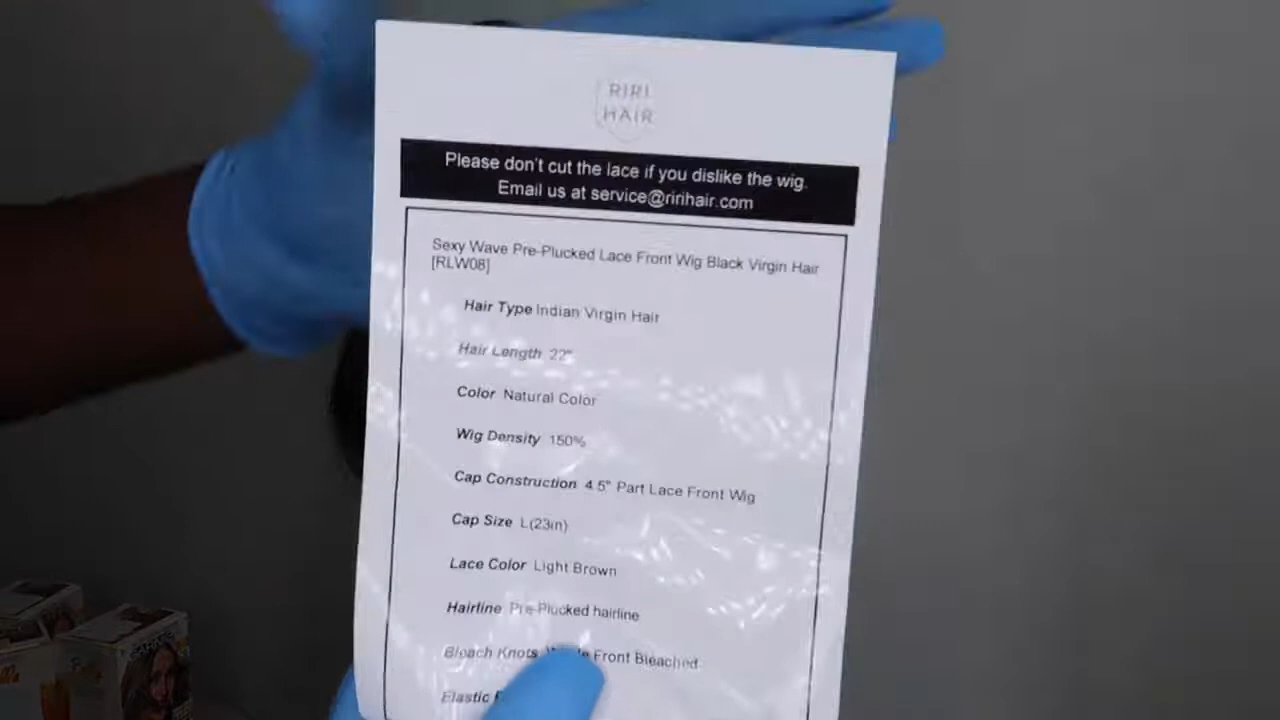 RIRI
HAIR
Please don't cut the lace if you dislike the wig.
Email us at service@ririhair.com
Sexy Wave Pre-Plucked Lace Front Wig Black Virgin Hair
[RLW08]
Hair Type Indian Virgin Hair
Hair Length 22"
Color Natural Color
Wig Density 150%
Cap Construction 4.5" Part Lace Front Wig
Cap Size L(23in)
Lace Color Light Brown
Hairline Pre-Plucked hairline
Bleach Knots Front Bleached
Elastic